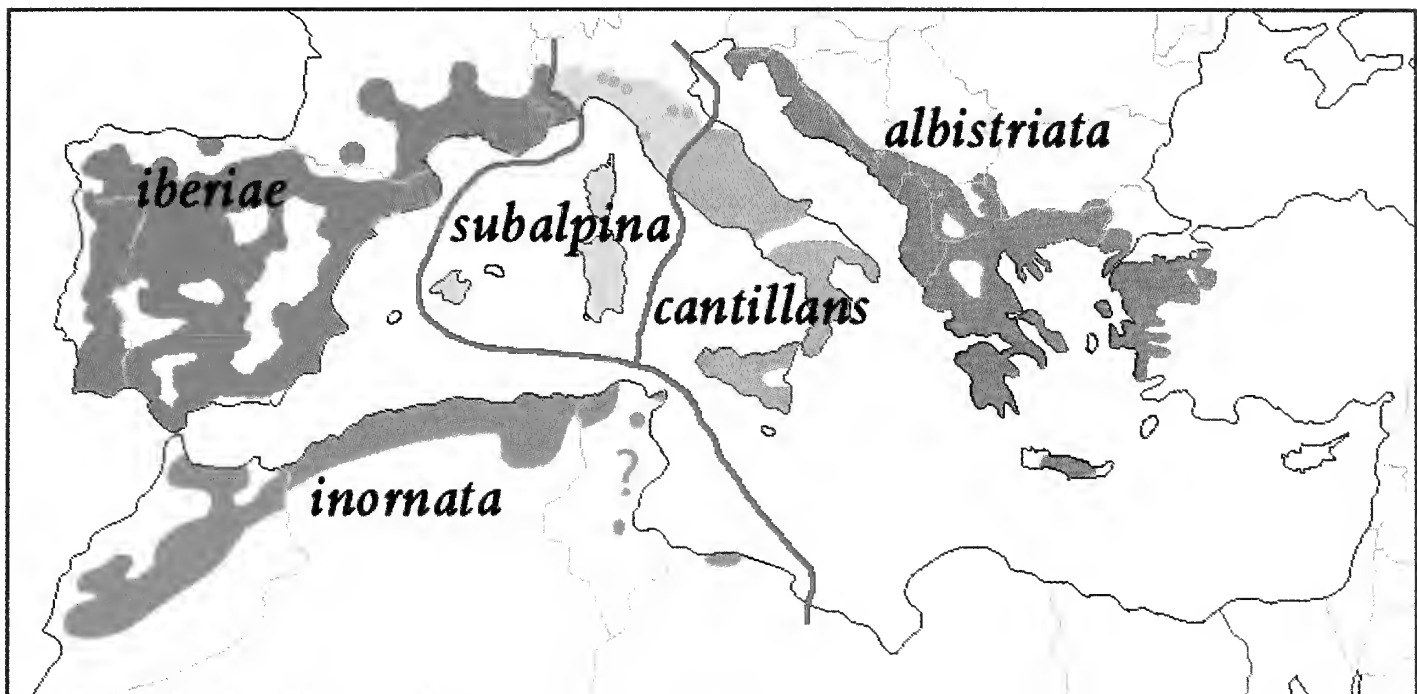 albistriata
iberiae
subalpina
cantillans
?
inornata